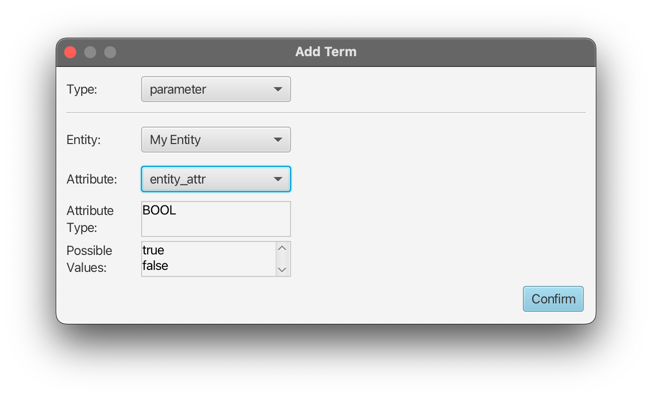 Add Term
Type: parameter
Entity: My Entity
Attribute: entity_attr
Attribute
Type:
BOOL
Possible
Values:
true
false
Confirm